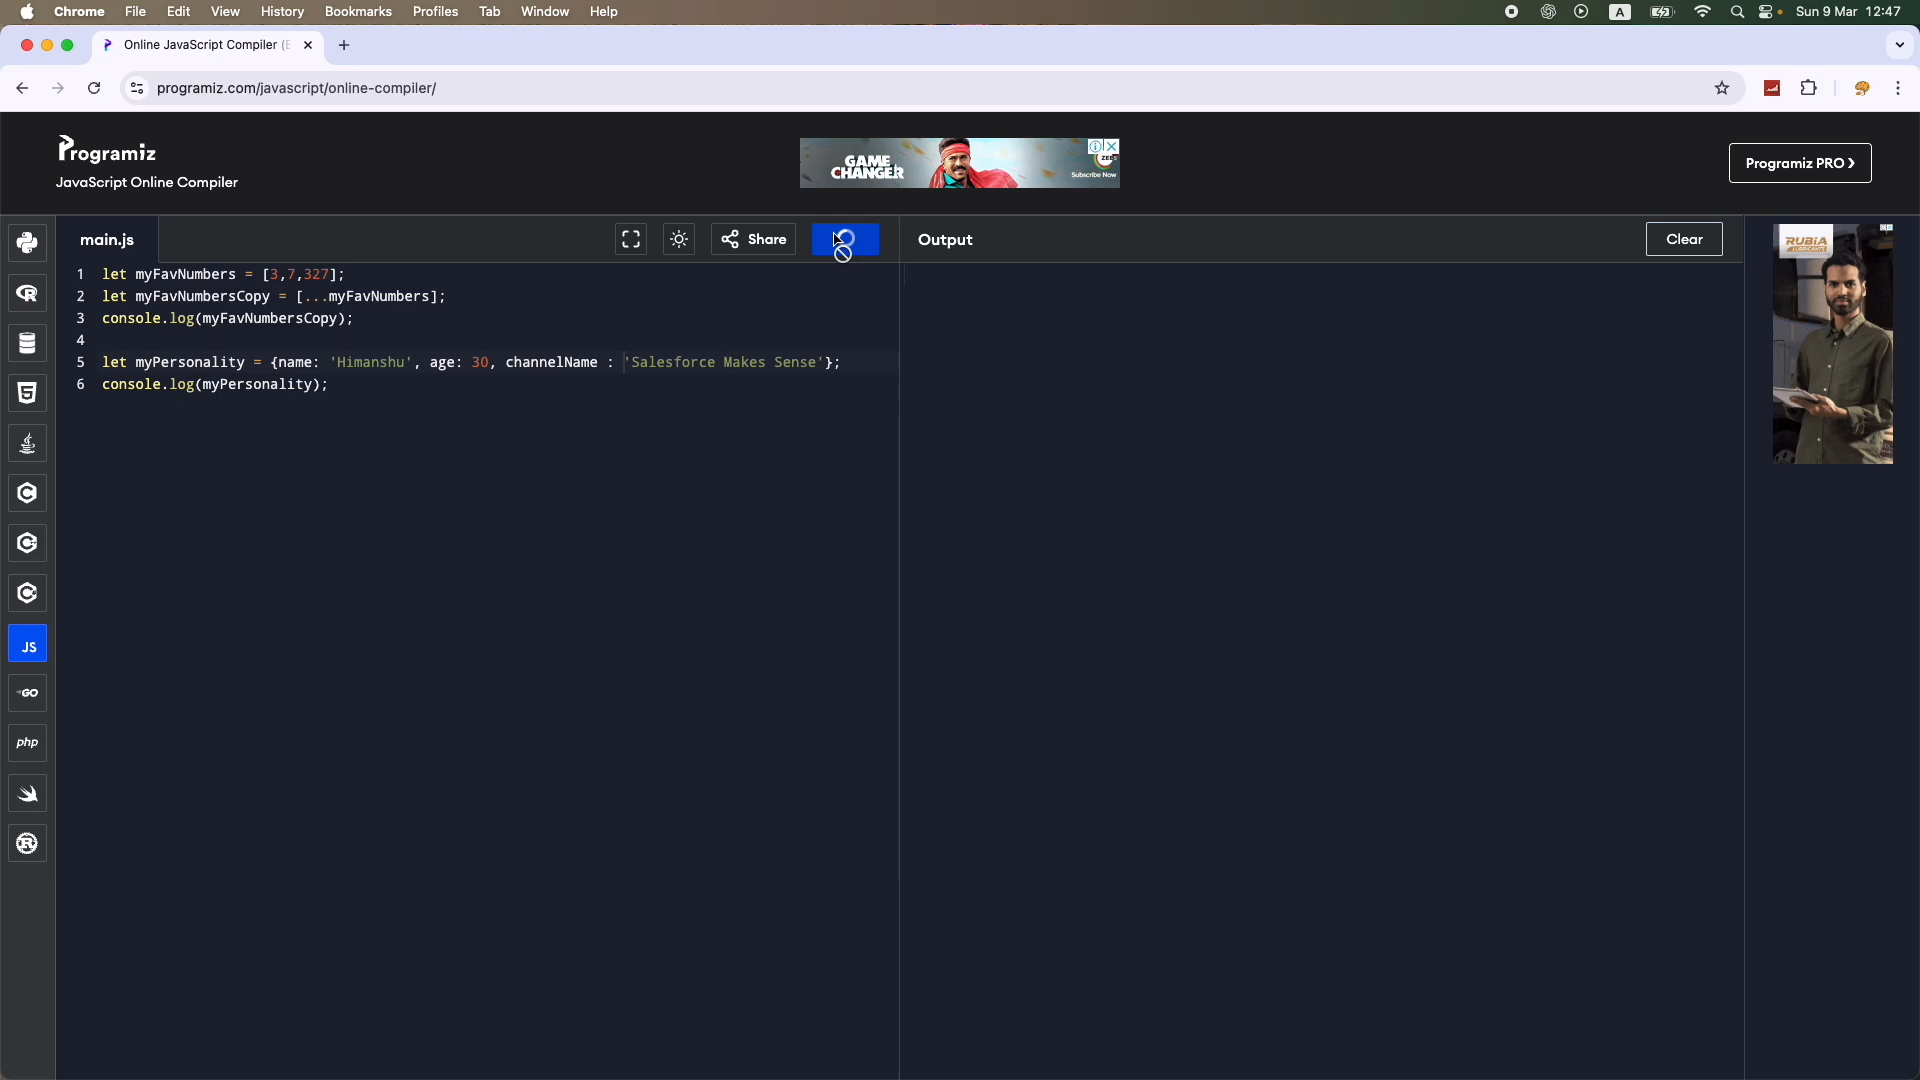 Chrome File Edit View History Bookmarks Profiles Tab Window Help
A
Sun 9 Mar 12:47
Online JavaScript Compiler (E
programiz.com/javascript/online-compiler/
Programiz
JavaScript Online Compiler
GAME
CHANGER
ZEE5
Subscribe Now
Programiz PRO ❯
main.js
Share
Output
Clear
1 let myFavNumbers = [3,7,327];
2 let myFavNumbersCopy = [...myFavNumbers];
3 console.log(myFavNumbersCopy);
4
5 let myPersonality = {name: 'Himanshu', age: 30, channelName : 'Salesforce Makes Sense'};
6 console.log(myPersonality);
JS
GO
php
RUBiA